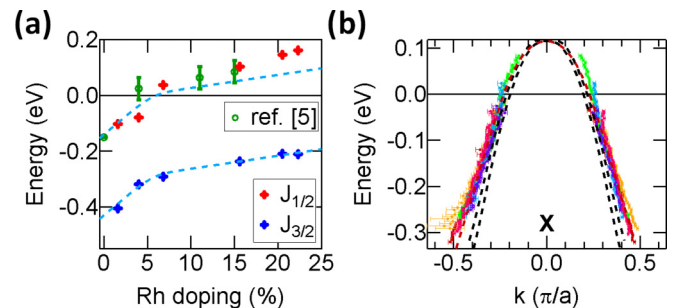 (a)
0.2
0.0
-0.2
-0.4
Energy (eV)
ref. [5]
J1/2
J3/2
0 5 10 15 20 25
Rh doping (%)
(b)
0.1
0.0
-0.1
-0.2
-0.3
Energy (eV)
X
-0.5 0.0 0.5
k (π/a)